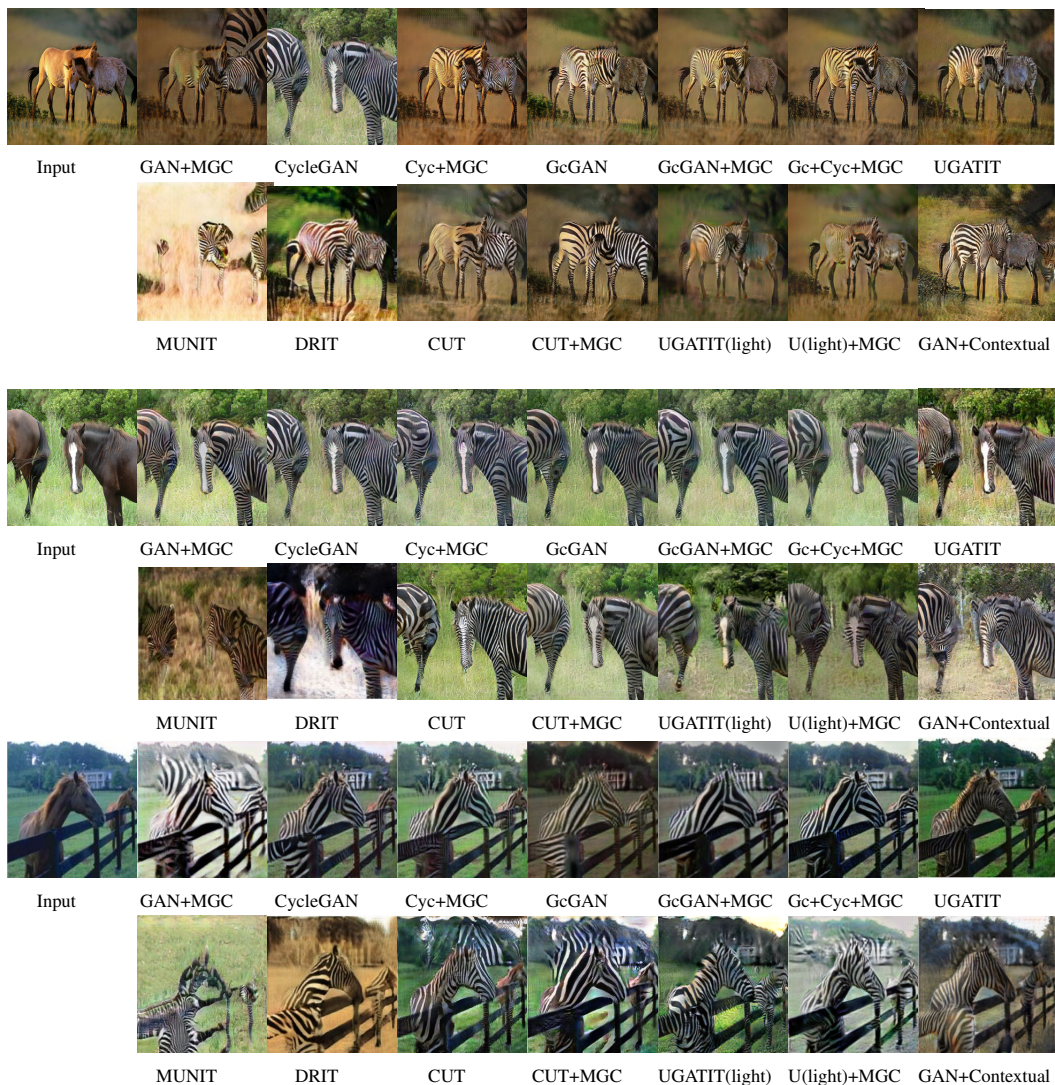 Input GAN+MGC CycleGAN Cyc+MGC GcGAN GcGAN+MGC Gc+Cyc+MGC UGATIT
MUNIT DRIT CUT CUT+MGC UGATIT(light) U(light)+MGC GAN+Contextual
Input GAN+MGC CycleGAN Cyc+MGC GcGAN GcGAN+MGC Gc+Cyc+MGC UGATIT
MUNIT DRIT CUT CUT+MGC UGATIT(light) U(light)+MGC GAN+Contextual
Input GAN+MGC CycleGAN Cyc+MGC GcGAN GcGAN+MGC Gc+Cyc+MGC UGATIT
MUNIT DRIT CUT CUT+MGC UGATIT(light) U(light)+MGC GAN+Contextual